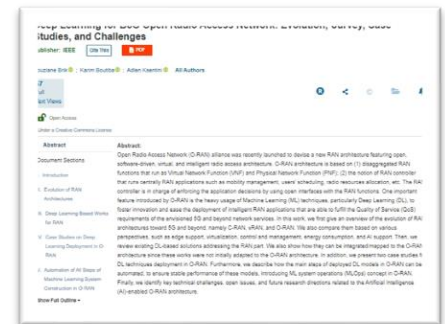 Deep Learning for B5G Open Radio Access Network: Evolution, Survey, Case
Studies, and Challenges
ublisher: IEEE Cite This PDF
Karim Boutiba Adlen Ksentini All Authors
ext Views
Open Access
Under a Creative Commons License
Abstract
Document Sections
Introduction
Evolution of RAN
Architectures
Deep Learning Based Works
for RAN
Case Studies on Deep
Learning Deployment in O-
RAN
Automation of AI Steps of
Machine Learning System
Construction in O-RAN
Show Full Outline
Abstract:
Open Radio Access Network (O-RAN) alliance was recently launched to devise a new RAN architecture featuring open,
software-driven, virtual, and intelligent radio access architecture. O-RAN architecture is based on (1) disaggregated RAN
functions that run as Virtual Network Function (VNF) and Physical Network Function (PNF); (2) the notion of RAN controller
that runs centrally RAN applications such as mobility management, users' scheduling, radio resources allocation, etc. The RAN
controller is in charge of enforcing the application decisions by using open interfaces with the RAN functions. One important
feature introduced by O-RAN is the heavy usage of Machine Learning (ML) techniques, particularly Deep Learning (DL), to
foster innovation and ease the deployment of intelligent RAN applications that are able to fulfill the Quality of Service (QoS)
requirements of the envisioned 5G and beyond network services. In this work, we first give an overview of the evolution of RAN
architectures toward 5G and beyond, namely C-RAN, vRAN, and O-RAN. We also compare them based on various
perspectives, such as edge support, virtualization, control and management, energy consumption, and AI support. Then, we
review existing DL-based solutions addressing the RAN part. We also show how they can be integrated/mapped to the O-RAN
architecture since these works were not initially adapted to the O-RAN architecture. In addition, we present two case studies f
DL techniques deployment in O-RAN. Furthermore, we describe how the main steps of deployed DL models in O-RAN can be
automated, to ensure stable performance of these models, introducing ML system operations (MLOps) concept in O-RAN.
Finally, we identify key technical challenges, open issues, and future research directions related to the Artificial Intelligence
(AI)-enabled O-RAN architecture.